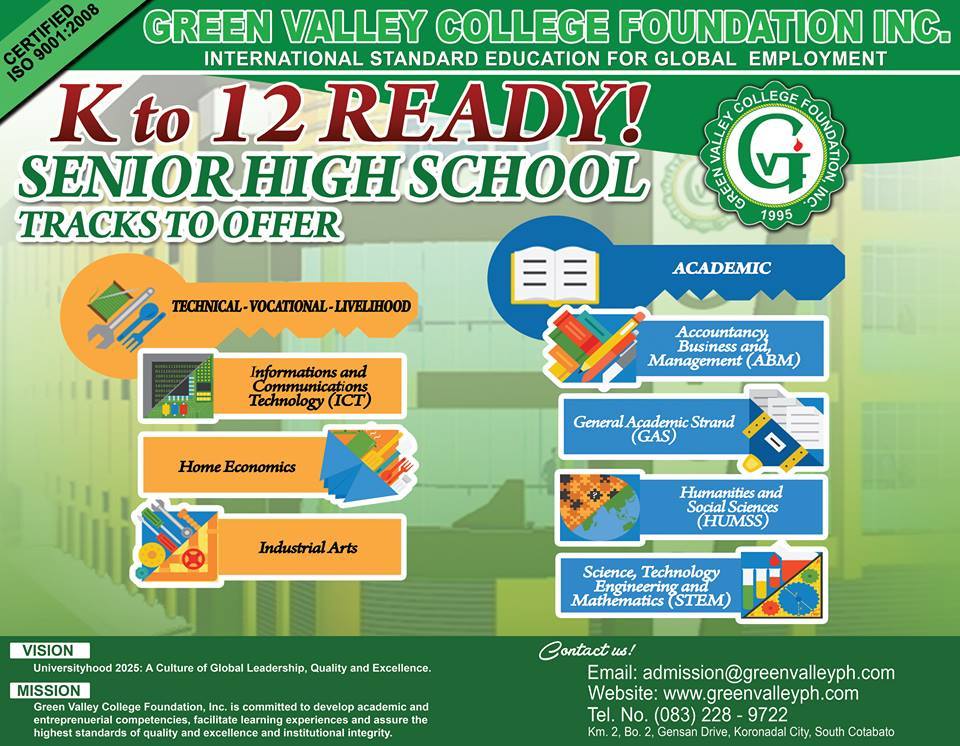 CERTIFIED
ISO 9001:2008
GREEN VALLEY COLLEGE FOUNDATION INC.
INTERNATIONAL STANDARD EDUCATION FOR GLOBAL EMPLOYMENT
K to 12 READY!
SENIOR HIGH SCHOOL
TRACKS TO OFFER
GREEN VALLEY COLLEGE FOUNDATION INC.
GV
1995
TECHNICAL - VOCATIONAL - LIVELIHOOD
Informations and
Communications
Technology (ICT)
Home Economics
Industrial Arts
ACADEMIC
Accountancy,
Business and,
Management (ABM)
General Academic Strand
(GAS)
Humanities and
Social Sciences
(HUMSS)
Science, Technology
Engineering and
Mathematics (STEM)
VISION
Universityhood 2025: A Culture of Global Leadership, Quality and Excellence.
MISSION
Green Valley College Foundation, Inc. is committed to develop academic and
entreprenuerial competencies, facilitate learning experiences and assure the
highest standards of quality and excellence and institutional integrity.
Contact us!
Email: admission@greenvalleyph.com
Website: www.greenvalleyph.com
Tel. No. (083) 228 - 9722
Km. 2, Bo. 2, Gensan Drive, Koronadal City, South Cotabato